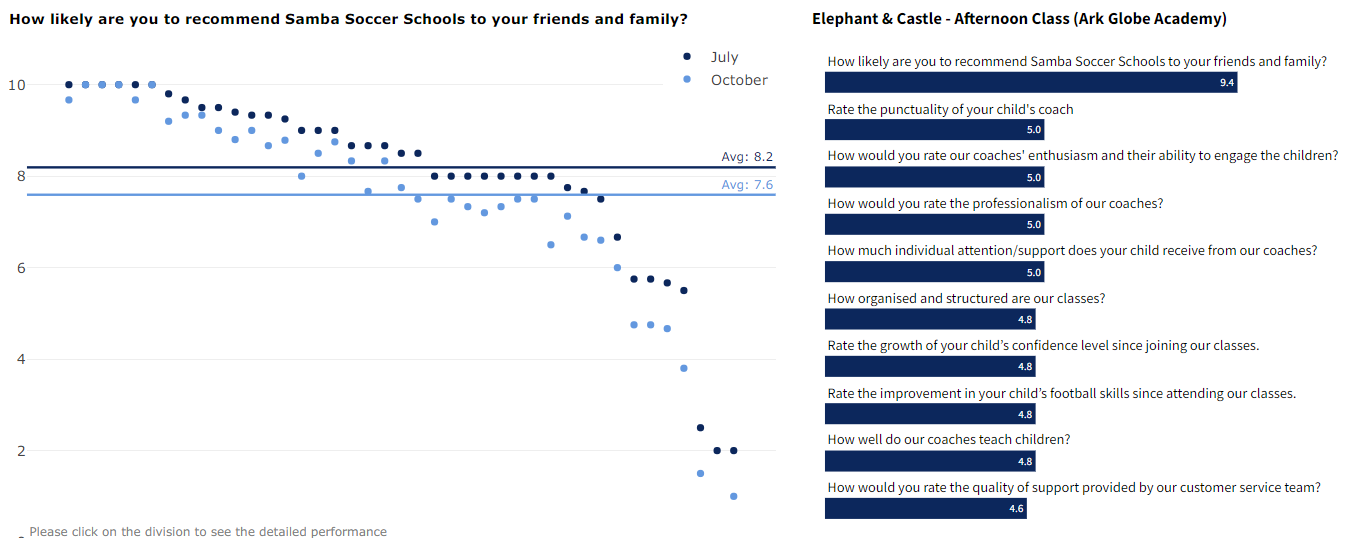 How likely are you to recommend Samba Soccer Schools to your friends and family?
July
October
10
8
6
4
2
Avg: 8.2
Avg: 7.6
Please click on the division to see the detailed performance
Elephant & Castle - Afternoon Class (Ark Globe Academy)
How likely are you to recommend Samba Soccer Schools to your friends and family?
9.4
Rate the punctuality of your child's coach
5.0
How would you rate our coaches' enthusiasm and their ability to engage the children?
5.0
How would you rate the professionalism of our coaches?
5.0
How much individual attention/support does your child receive from our coaches?
5.0
How organised and structured are our classes?
4.8
Rate the growth of your child’s confidence level since joining our classes.
4.8
Rate the improvement in your child’s football skills since attending our classes.
4.8
How well do our coaches teach children?
4.8
How would you rate the quality of support provided by our customer service team?
4.6